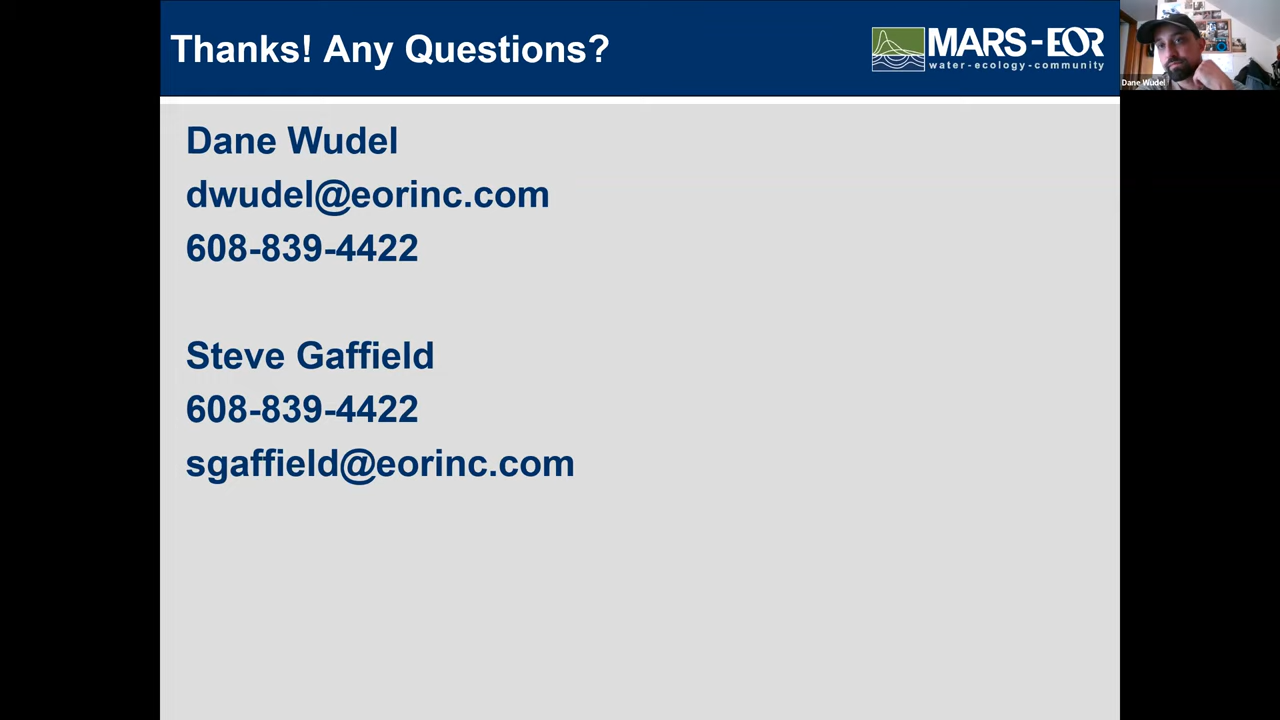 Thanks! Any Questions?
MARS-EOR
water-ecology-community
Dane Wudel
Dane Wudel
dwudel@eorinc.com
608-839-4422
Steve Gaffield
608-839-4422
sgaffield@eorinc.com